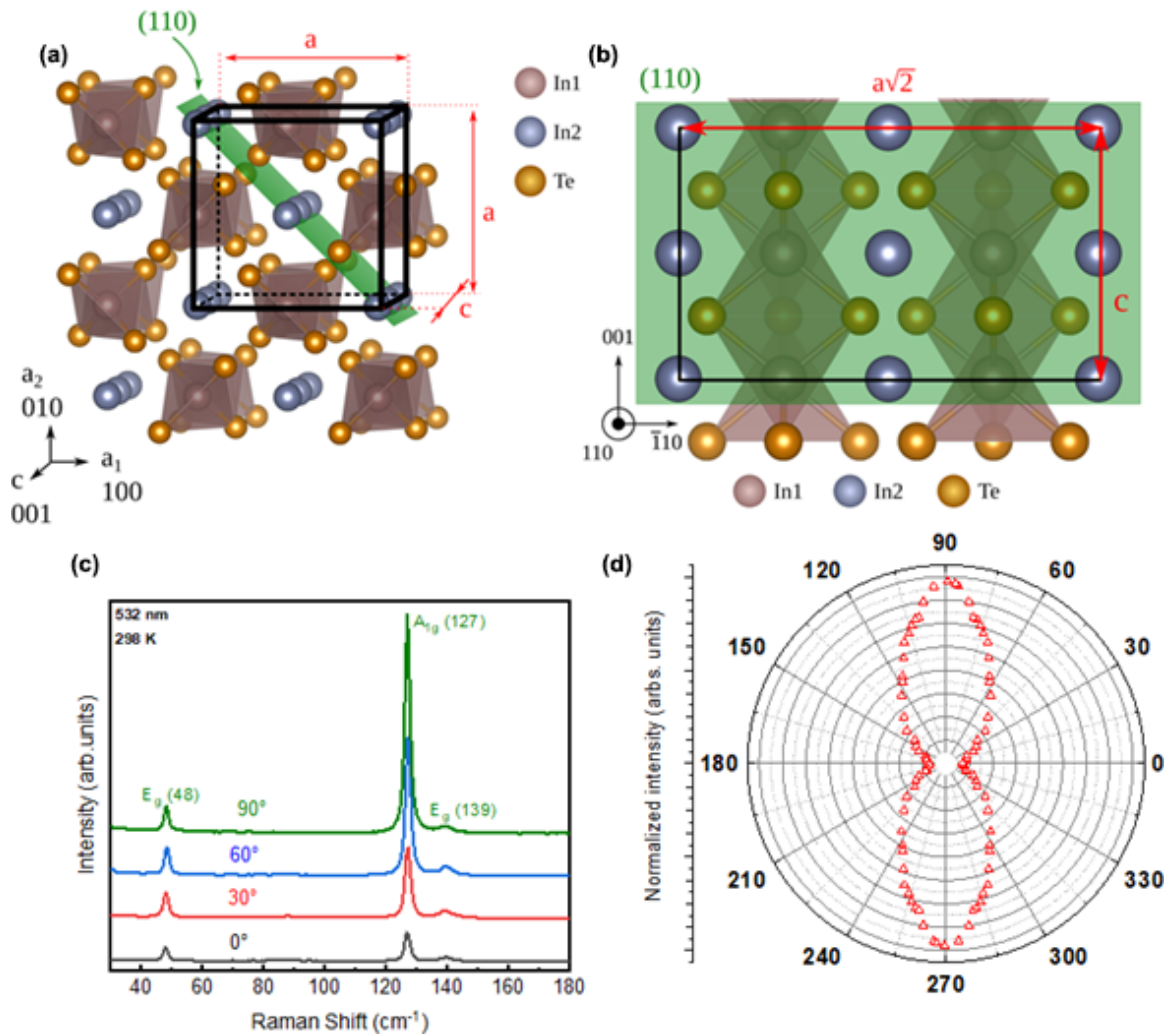 (a)
(110)
a
In1
In2
Te
a
c
a₂
010
a₁
100
c
001
(b)
(110)
a√2
c
001
110
1̅10
In1
In2
Te
(c)
532 nm
298 K
A₁g (127)
Eg (48)
90°
Eg (139)
60°
30°
0°
Intensity (arb.units)
40 60 80 100 120 140 160 180
Raman Shift (cm⁻¹)
(d)
Normalized intensity (arbs. units)
90
120
60
150
30
180
0
210
330
240
300
270